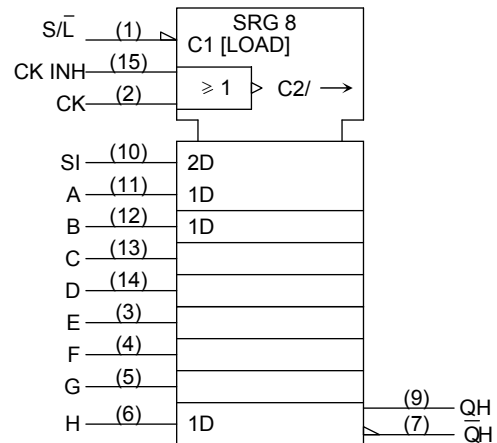 SRG 8
S/L̅ (1) C1 [LOAD]
CK INH (15)
⩾ 1 C2/ →
CK (2)
SI (10) 2D
A (11) 1D
B (12) 1D
C (13)
D (14)
E (3)
F (4)
G (5)
(9) QH
H (6) 1D
(7) Q̅H